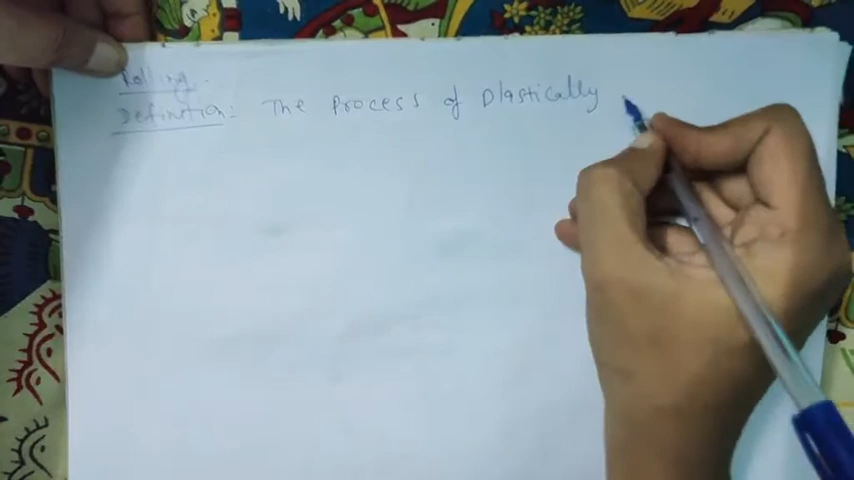 Rolling.
Definition: The Process of Plastically